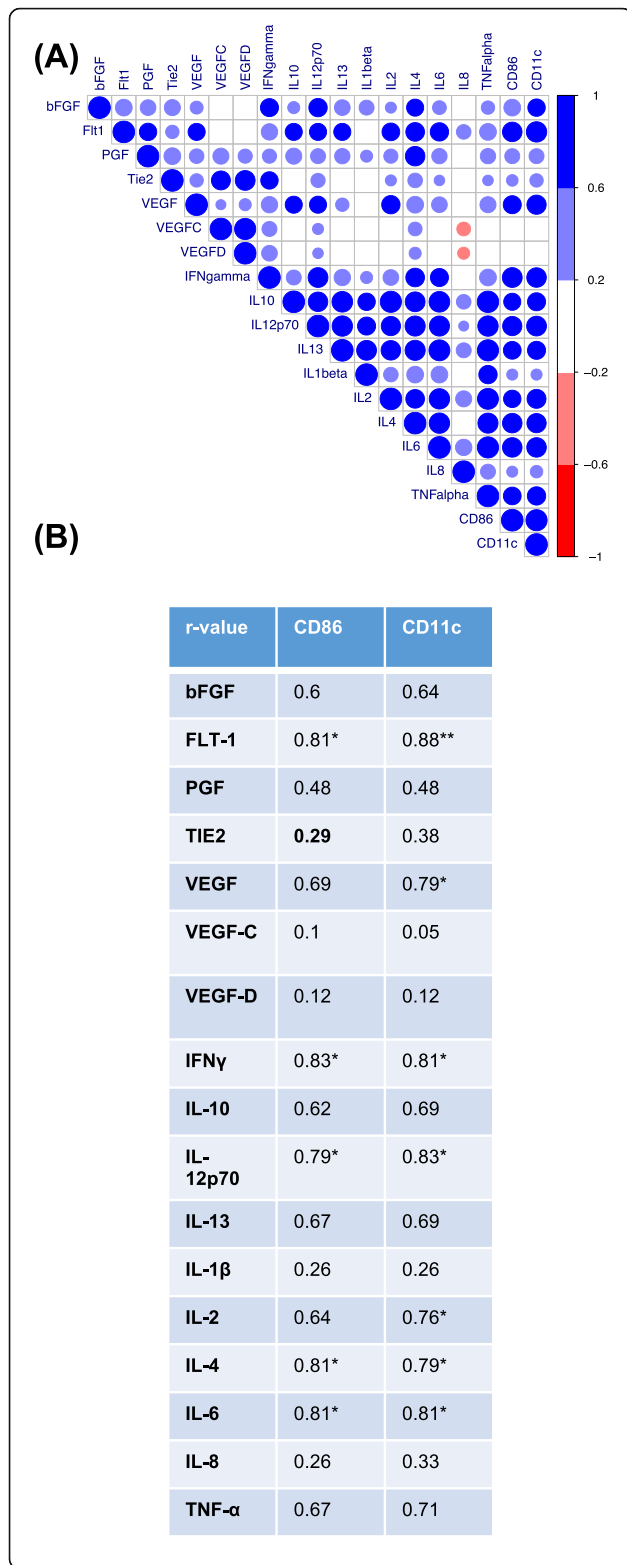 (A)
bFGF
Flt1
PGF
Tie2
VEGF
VEGFC
VEGFD
IFNgamma
IL10
IL12p70
IL13
IL1beta
IL2
IL4
IL6
IL8
TNFalpha
CD86
CD11c
bFGF
Flt1
PGF
Tie2
VEGF
VEGFC
VEGFD
IFNgamma
IL10
IL12p70
IL13
IL1beta
IL2
IL4
IL6
IL8
TNFalpha
CD86
CD11c
1
0.6
0.2
−0.2
−0.6
−1
(B)
r-value CD86 CD11c
bFGF 0.6 0.64
FLT-1 0.81* 0.88**
PGF 0.48 0.48
TIE2 0.29 0.38
VEGF 0.69 0.79*
VEGF-C 0.1 0.05
VEGF-D 0.12 0.12
IFNγ 0.83* 0.81*
IL-10 0.62 0.69
IL- 0.79* 0.83*
12p70
IL-13 0.67 0.69
IL-1β 0.26 0.26
IL-2 0.64 0.76*
IL-4 0.81* 0.79*
IL-6 0.81* 0.81*
IL-8 0.26 0.33
TNF-α 0.67 0.71